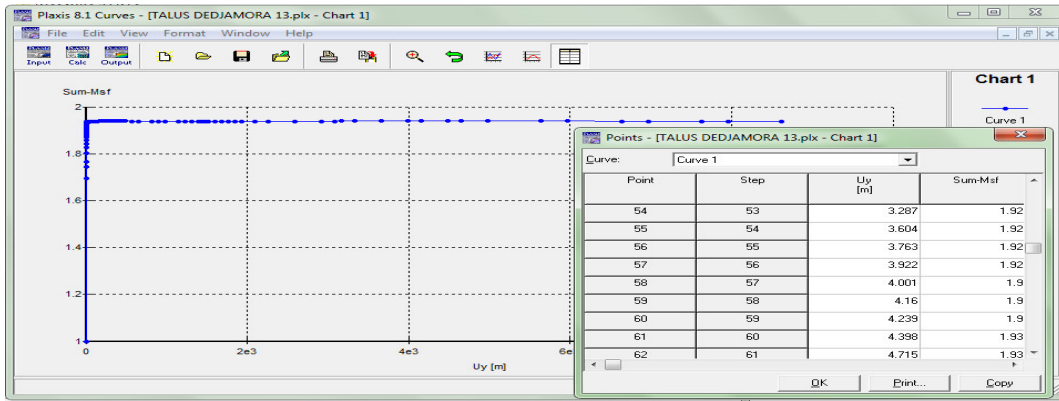 Plaxis 8.1 Curves - [TALUS DEDJAMORA 13.plx - Chart 1]
File Edit View Format Window Help
Input Calc Output
Chart 1
Sum-Msf
Curve 1
2
1.8
1.6
1.4
1.2
1
0 2e3 4e3 6e
Uy [m]
Points - [TALUS DEDJAMORA 13.plx - Chart 1]
Curve: Curve 1
Point Step Uy Sum-Msf
[m]
54 53 3.287 1.92
55 54 3.604 1.92
56 55 3.763 1.92
57 56 3.922 1.92
58 57 4.001 1.9
59 58 4.16 1.9
60 59 4.239 1.9
61 60 4.398 1.93
62 61 4.715 1.93
OK Print... Copy